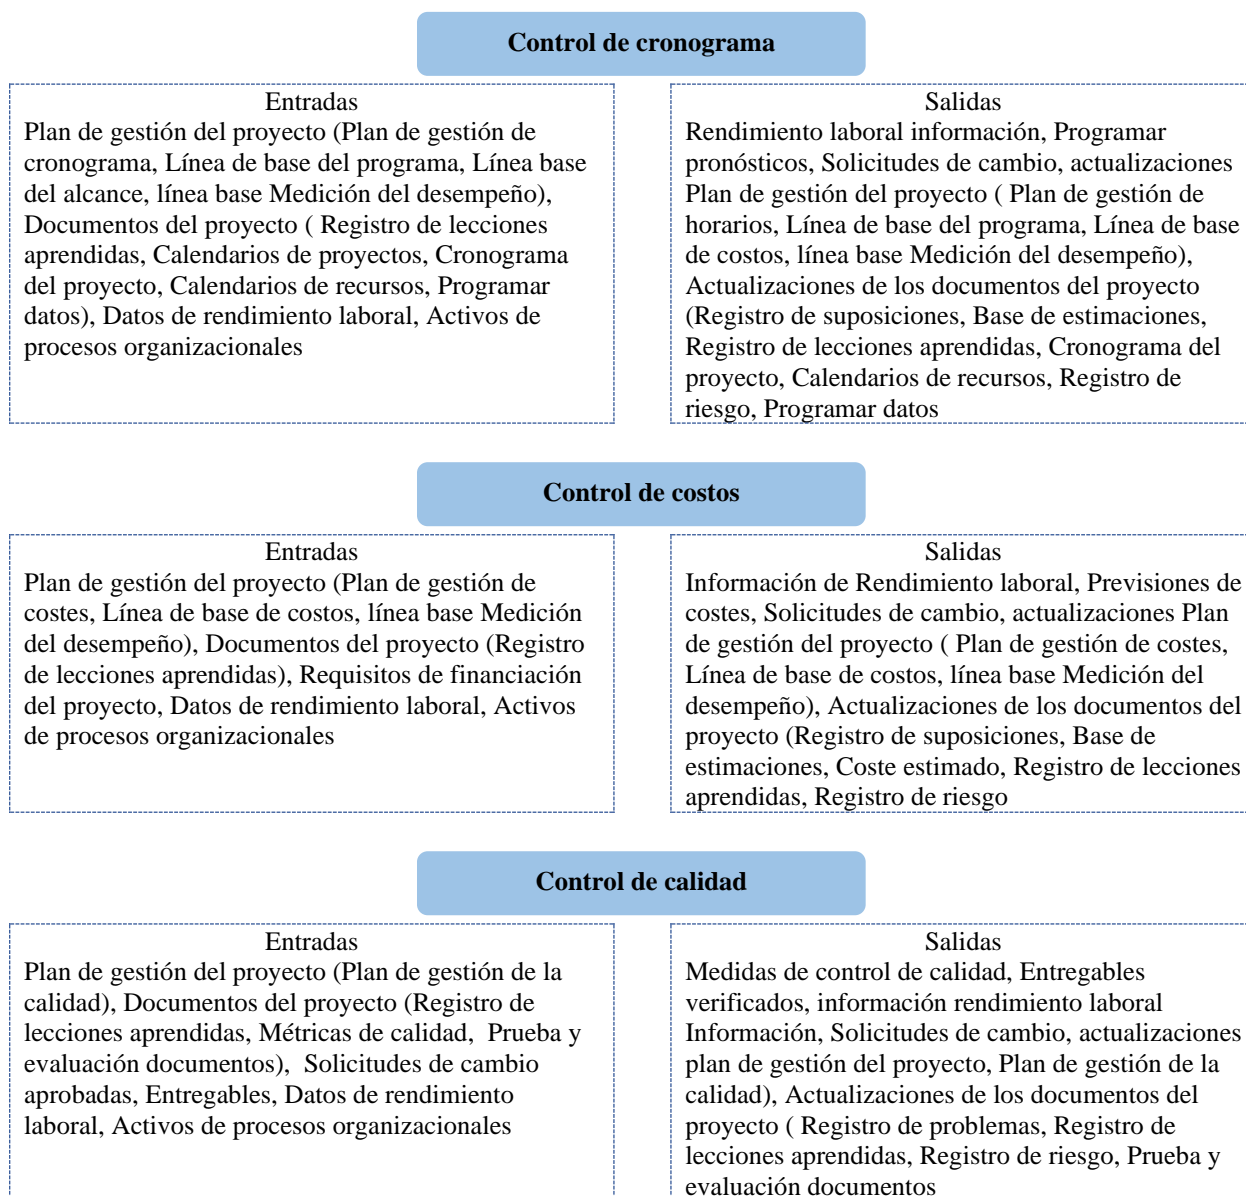 Control de cronograma
Entradas
Plan de gestión del proyecto (Plan de gestión de
cronograma, Línea de base del programa, Línea base
del alcance, línea base Medición del desempeño),
Documentos del proyecto ( Registro de lecciones
aprendidas, Calendarios de proyectos, Cronograma
del proyecto, Calendarios de recursos, Programar
datos), Datos de rendimiento laboral, Activos de
procesos organizacionales
Salidas
Rendimiento laboral información, Programar
pronósticos, Solicitudes de cambio, actualizaciones
Plan de gestión del proyecto ( Plan de gestión de
horarios, Línea de base del programa, Línea de base
de costos, línea base Medición del desempeño),
Actualizaciones de los documentos del proyecto
(Registro de suposiciones, Base de estimaciones,
Registro de lecciones aprendidas, Cronograma del
proyecto, Calendarios de recursos, Registro de
riesgo, Programar datos
Control de costos
Entradas
Plan de gestión del proyecto (Plan de gestión de
costes, Línea de base de costos, línea base Medición
del desempeño), Documentos del proyecto (Registro
de lecciones aprendidas), Requisitos de financiación
del proyecto, Datos de rendimiento laboral, Activos
de procesos organizacionales
Salidas
Información de Rendimiento laboral, Previsiones de
costes, Solicitudes de cambio, actualizaciones Plan
de gestión del proyecto ( Plan de gestión de costes,
Línea de base de costos, línea base Medición del
desempeño), Actualizaciones de los documentos del
proyecto (Registro de suposiciones, Base de
estimaciones, Coste estimado, Registro de lecciones
aprendidas, Registro de riesgo
Control de calidad
Entradas
Plan de gestión del proyecto (Plan de gestión de la
calidad), Documentos del proyecto (Registro de
lecciones aprendidas, Métricas de calidad,  Prueba y
evaluación documentos),  Solicitudes de cambio
aprobadas, Entregables, Datos de rendimiento
laboral, Activos de procesos organizacionales
Salidas
Medidas de control de calidad, Entregables
verificados, información rendimiento laboral
Información, Solicitudes de cambio, actualizaciones
plan de gestión del proyecto, Plan de gestión de la
calidad), Actualizaciones de los documentos del
proyecto ( Registro de problemas, Registro de
lecciones aprendidas, Registro de riesgo, Prueba y
evaluación documentos